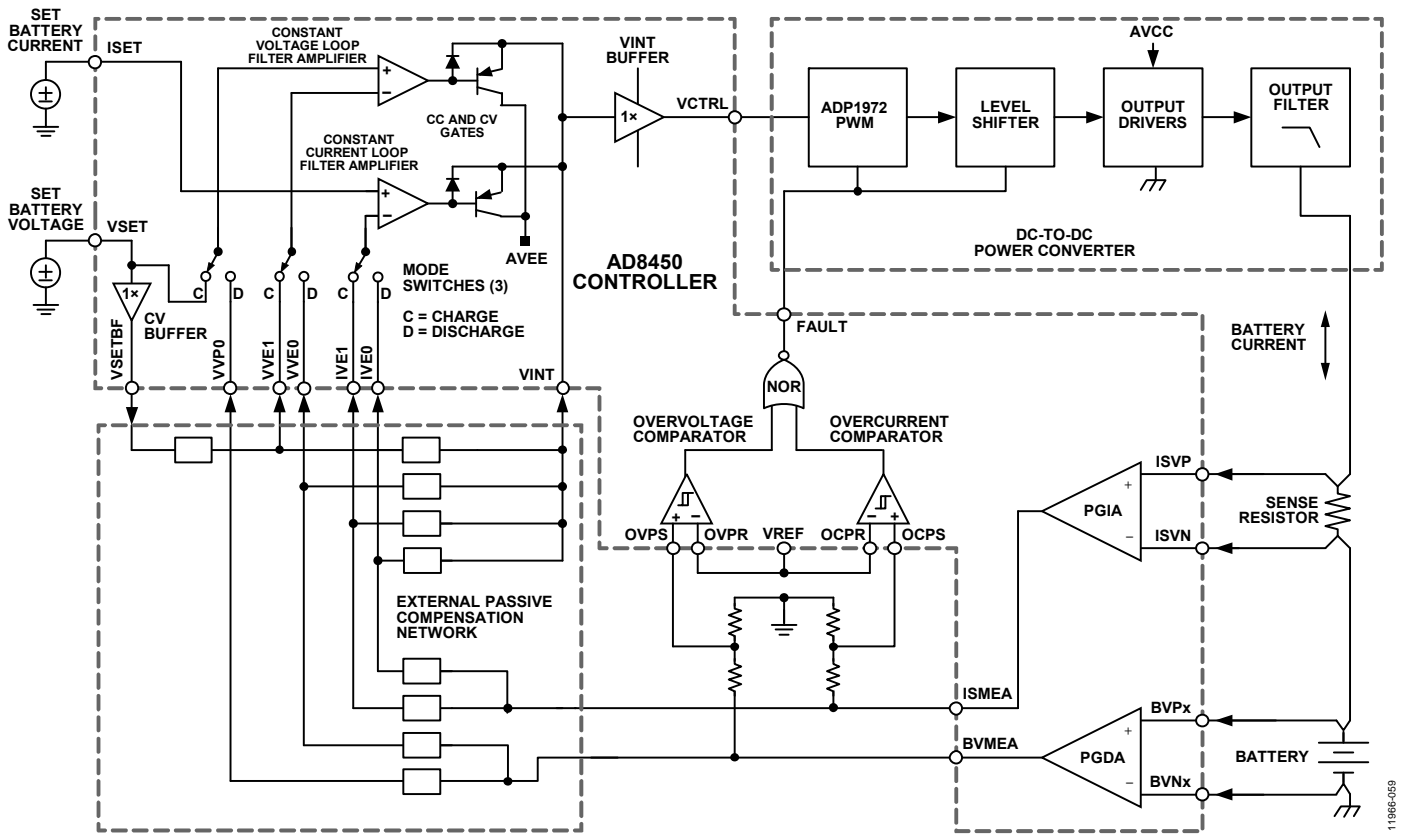 SET
BATTERY
CURRENT
ISET
CONSTANT
VOLTAGE LOOP
FILTER AMPLIFIER
+
−
CC AND CV
GATES
CONSTANT
CURRENT LOOP
FILTER AMPLIFIER
+
−
AVEE
VINT
BUFFER
1×
VCTRL
AVCC
ADP1972
PWM
LEVEL
SHIFTER
OUTPUT
DRIVERS
OUTPUT
FILTER
DC-TO-DC
POWER CONVERTER
SET
BATTERY
VOLTAGE
VSET
1×
CV
BUFFER
C
D
C
D
C
D
MODE
SWITCHES (3)
C = CHARGE
D = DISCHARGE
AD8450
CONTROLLER
VSETBF
VVP0
VVE1
VVE0
IVE1
IVE0
VINT
FAULT
NOR
BATTERY
CURRENT
OVERVOLTAGE
COMPARATOR
OVERCURRENT
COMPARATOR
+
−
−
+
OVPS
OVPR
VREF
OCPR
OCPS
PGIA
+
−
ISVP
ISVN
SENSE
RESISTOR
EXTERNAL PASSIVE
COMPENSATION
NETWORK
ISMEA
BVMEA
PGDA
+
−
BVPx
BVNx
BATTERY
11966-059